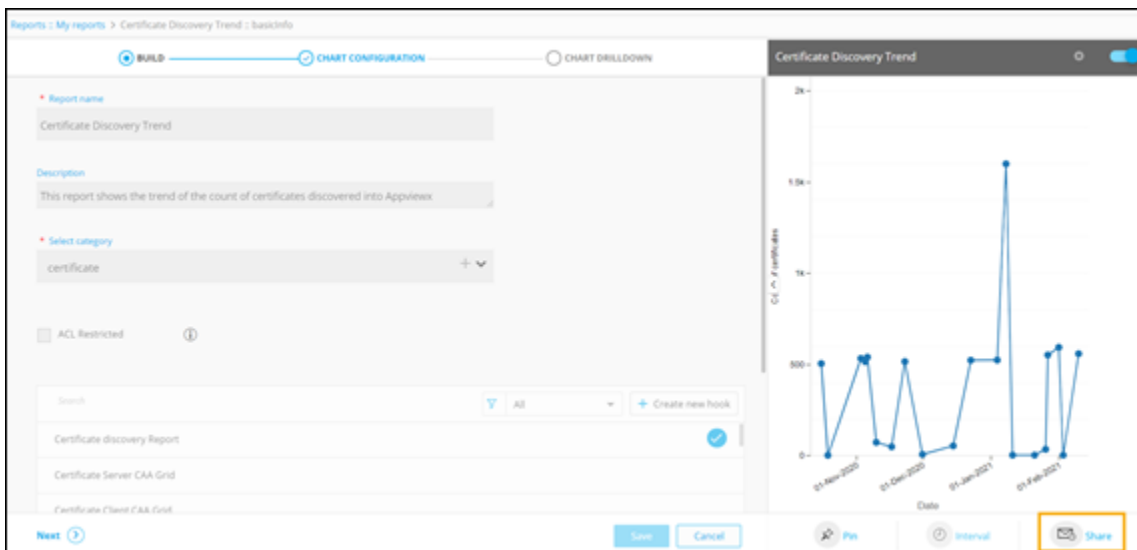 Reports :: My reports > Certificate Discovery Trend :: basicInfo
BUILD
CHART CONFIGURATION
CHART DRILLDOWN
* Report name
Certificate Discovery Trend
Description
This report shows the trend of the count of certificates discovered into Appviewx
* Select category
certificate
ACL Restricted
Search
All
+ Create new hook
Certificate discovery Report
Certificate Server CAA Grid
Certificate Client CAA Grid
Next
Save
Cancel
Certificate Discovery Trend
2k
1.5k
1k
500
0
certificates
01-Nov-2020
01-Dec-2020
01-Jan-2021
01-Feb-2021
Date
Pin
Interval
Share